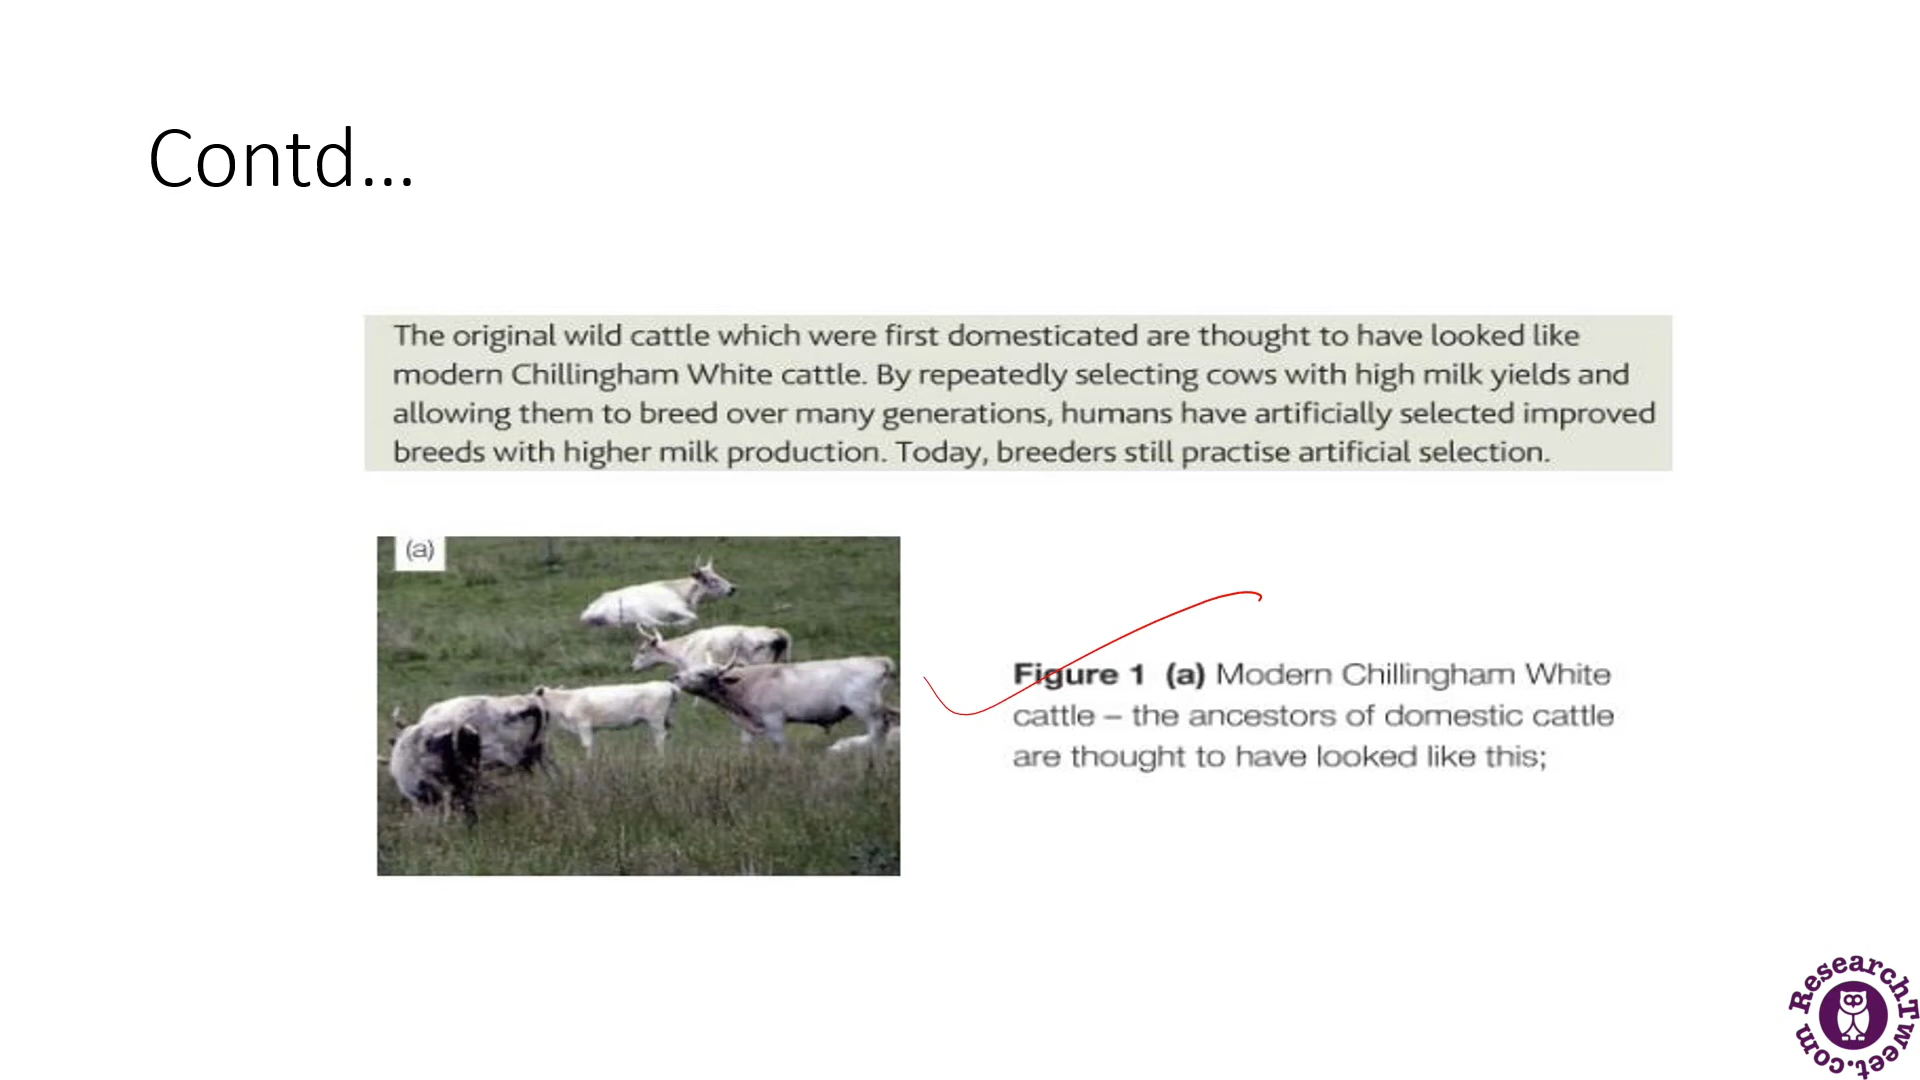 Contd...
The original wild cattle which were first domesticated are thought to have looked like
modern Chillingham White cattle. By repeatedly selecting cows with high milk yields and
allowing them to breed over many generations, humans have artificially selected improved
breeds with higher milk production. Today, breeders still practise artificial selection.
(a)
Figure 1 (a) Modern Chillingham White
cattle – the ancestors of domestic cattle
are thought to have looked like this;
ResearchTweet.com